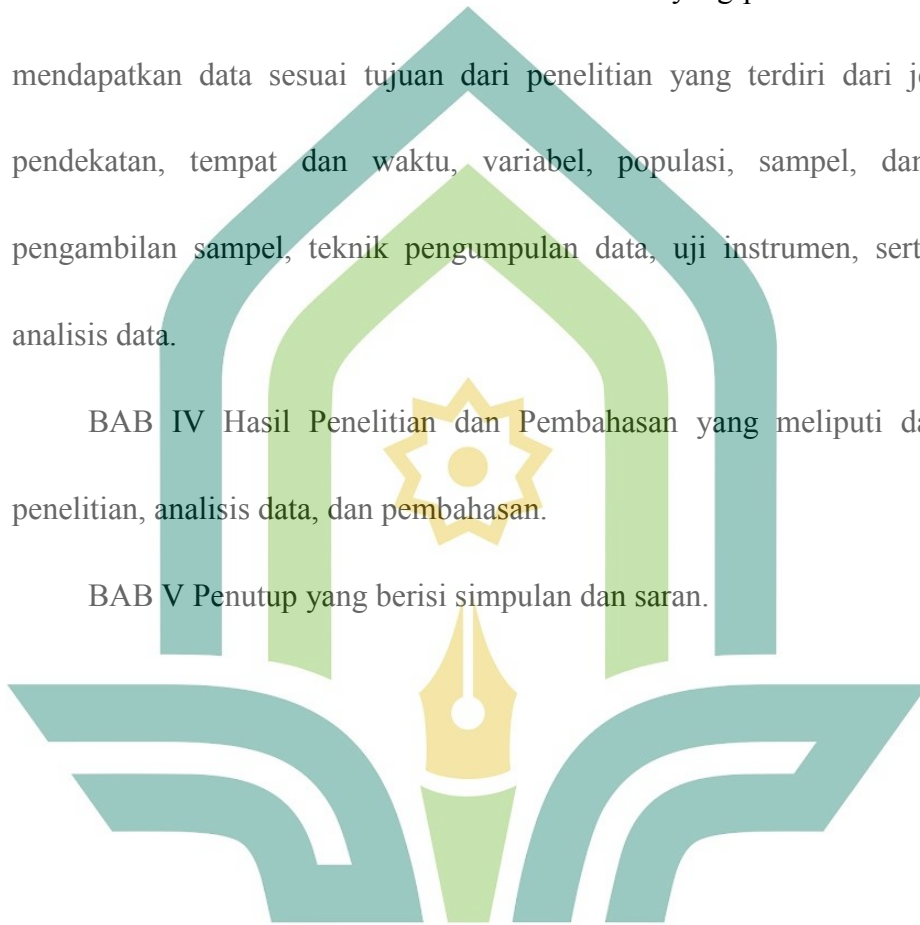 mendapatkan data sesuai tujuan dari penelitian yang terdiri dari
pendekatan, tempat dan waktu, variabel, populasi, sampel,
pengambilan sampel, teknik pengumpulan data, uji instrumen,
analisis data.
BAB IV Hasil Penelitian dan Pembahasan yang meliputi
penelitian, analisis data, dan pembahasan.
BAB V Penutup yang berisi simpulan dan saran.